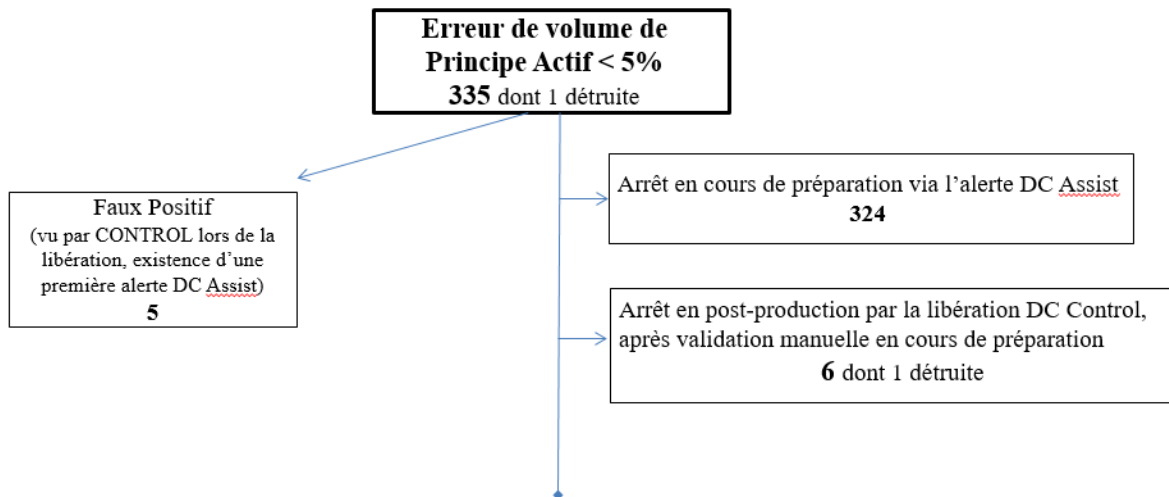 Erreur de volume de
Principe Actif < 5%
335 dont 1 détruite
Arrêt en cours de préparation via l’alerte DC Assist
324
Faux Positif
(vu par CONTROL lors de la
libération, existence d’une
première alerte DC Assist)
5
Arrêt en post-production par la libération DC Control,
après validation manuelle en cours de préparation
6 dont 1 détruite